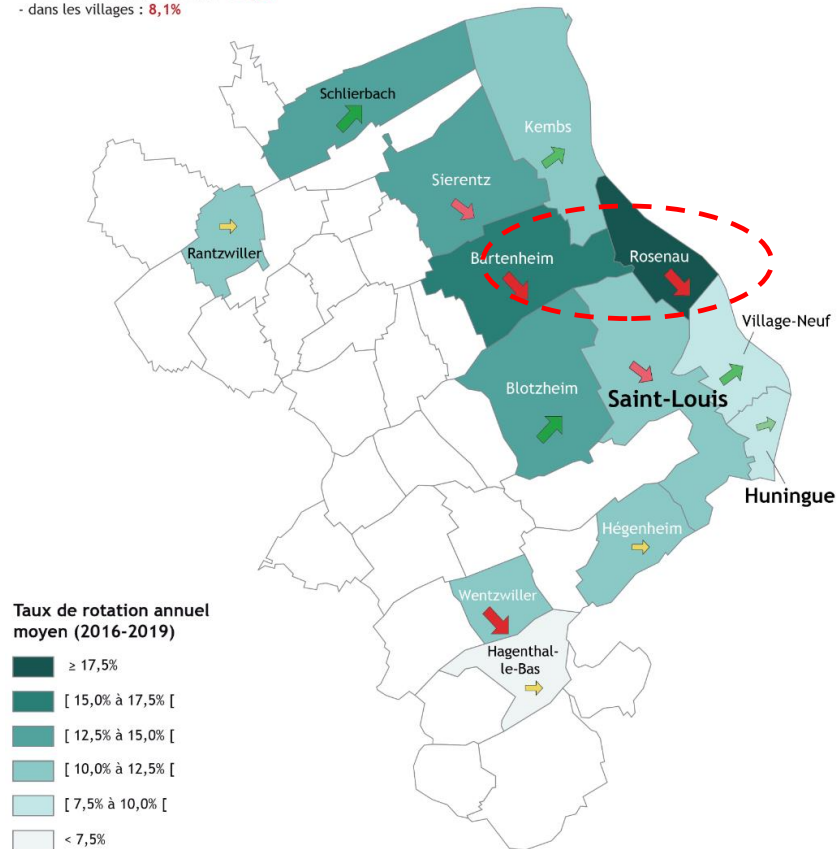 - dans les villages : 8,1%
Schlierbach
Kembs
Sierentz
Rantzwiller
Bartenheim
Rosenau
Village-Neuf
Blotzheim
Saint-Louis
Huningue
Hégenheim
Wentzwiller
Hagenthal-
le-Bas
Taux de rotation annuel
moyen (2016-2019)
≥ 17,5%
[ 15,0% à 17,5% [
[ 12,5% à 15,0% [
[ 10,0% à 12,5% [
[ 7,5% à 10,0% [
< 7,5%